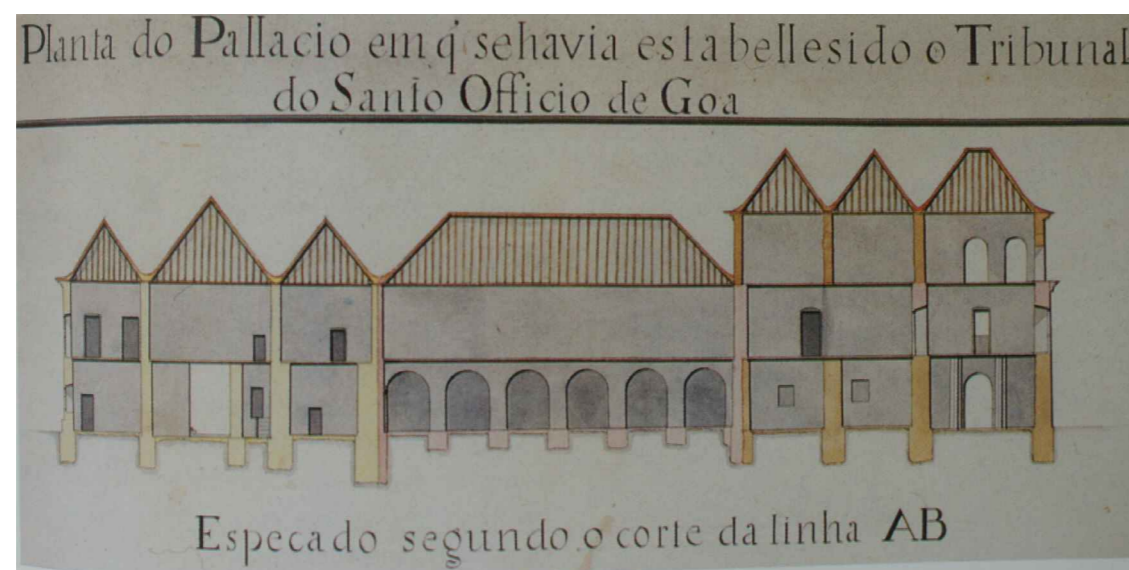 Planta do Pallacio em q̃ sehavia estabellesido o Tribunal
do Santo Officio de Goa
Especado segundo o corte da linha AB